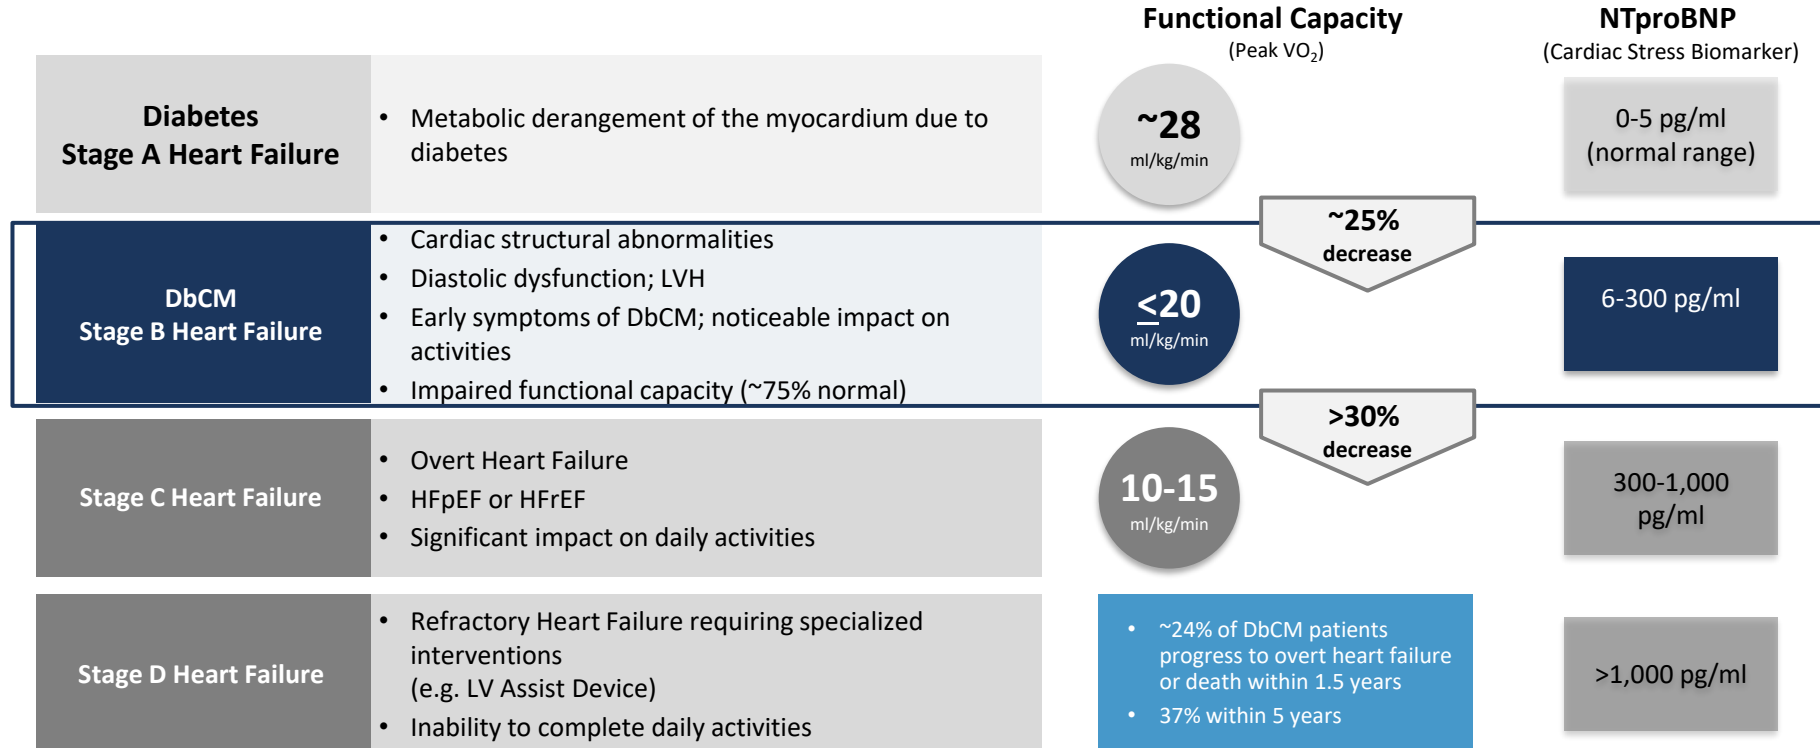 Functional Capacity
(Peak VO₂)
NTproBNP
(Cardiac Stress Biomarker)
Diabetes
Stage A Heart Failure
• Metabolic derangement of the myocardium due to
diabetes
~28
ml/kg/min
0-5 pg/ml
(normal range)
~25%
decrease
DbCM
Stage B Heart Failure
• Cardiac structural abnormalities
• Diastolic dysfunction; LVH
• Early symptoms of DbCM; noticeable impact on
activities
• Impaired functional capacity (~75% normal)
≤20
ml/kg/min
6-300 pg/ml
>30%
decrease
Stage C Heart Failure
• Overt Heart Failure
• HFpEF or HFrEF
• Significant impact on daily activities
10-15
ml/kg/min
300-1,000
pg/ml
Stage D Heart Failure
• Refractory Heart Failure requiring specialized
interventions
(e.g. LV Assist Device)
• Inability to complete daily activities
• ~24% of DbCM patients
progress to overt heart failure
or death within 1.5 years
• 37% within 5 years
>1,000 pg/ml